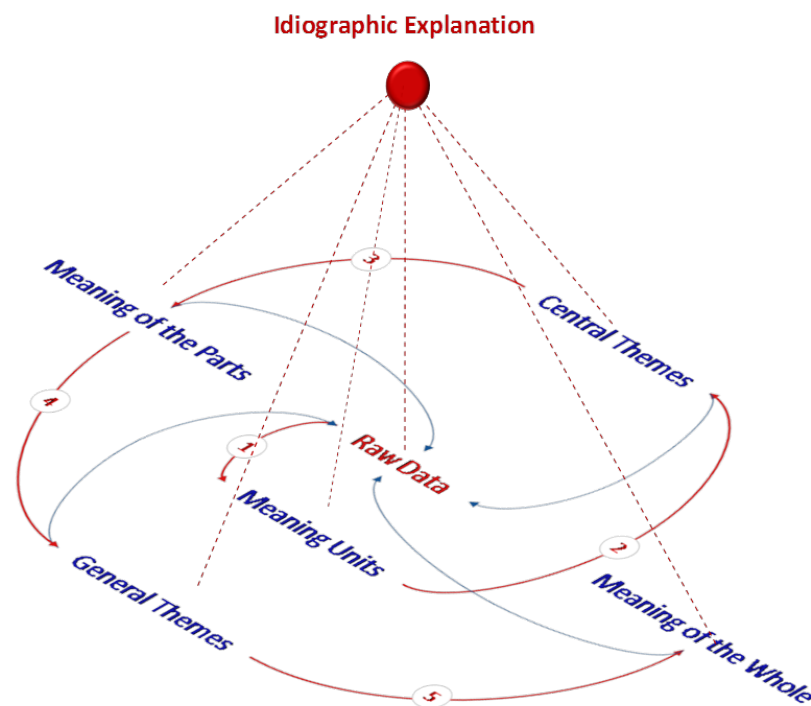 Idiographic Explanation
3
Meaning of the Parts
Central Themes
4
1
Raw Data
Meaning Units
2
General Themes
Meaning of the Whole
5